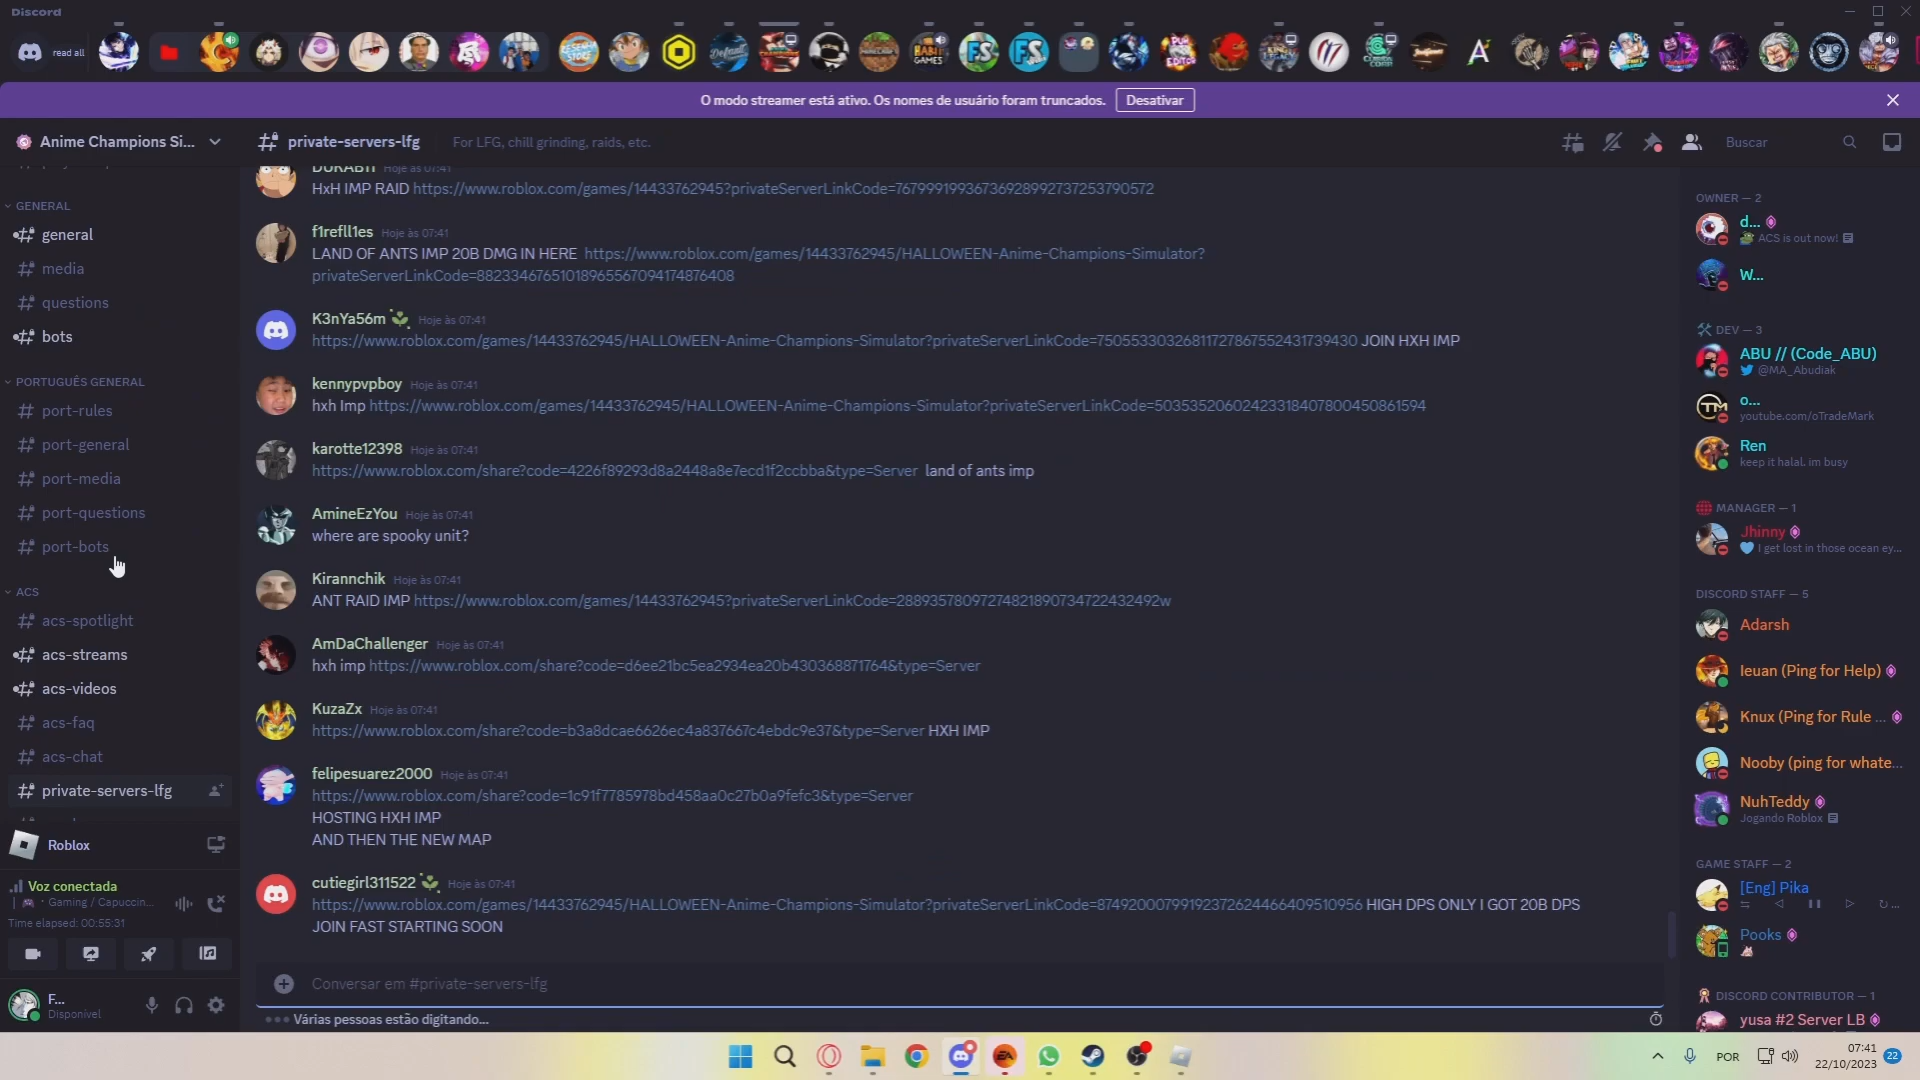 Discord
read all
O modo streamer está ativo. Os nomes de usuário foram truncados. Desativar
Anime Champions Si...
GENERAL
general
media
questions
bots
PORTUGUÊS GENERAL
port-rules
port-general
port-media
port-questions
port-bots
ACS
acs-spotlight
acs-streams
acs-videos
acs-faq
acs-chat
private-servers-lfg
Roblox
Voz conectada
Gaming / Capuccin...
Time elapsed: 00:55:31
F...
Disponível
private-servers-lfg For LFG, chill grinding, raids, etc.
Buscar
DURABIT Hoje às 07:41
HxH IMP RAID https://www.roblox.com/games/14433762945?privateServerLinkCode=76799919936736928992737253790572
f1refll1es Hoje às 07:41
LAND OF ANTS IMP 20B DMG IN HERE https://www.roblox.com/games/14433762945/HALLOWEEN-Anime-Champions-Simulator?
privateServerLinkCode=88233467651018965567094174876408
K3nYa56m Hoje às 07:41
https://www.roblox.com/games/14433762945/HALLOWEEN-Anime-Champions-Simulator?privateServerLinkCode=75055330326811727867552431739430 JOIN HXH IMP
kennypvpboy Hoje às 07:41
hxh Imp https://www.roblox.com/games/14433762945/HALLOWEEN-Anime-Champions-Simulator?privateServerLinkCode=50353520602423318407800450861594
karotte12398 Hoje às 07:41
https://www.roblox.com/share?code=4226f89293d8a2448a8e7ecd1f2ccbba&type=Server land of ants imp
AmineEzYou Hoje às 07:41
where are spooky unit?
Kirannchik Hoje às 07:41
ANT RAID IMP https://www.roblox.com/games/14433762945?privateServerLinkCode=28893578097274821890734722432492w
AmDaChallenger Hoje às 07:41
hxh imp https://www.roblox.com/share?code=d6ee21bc5ea2934ea20b430368871764&type=Server
KuzaZx Hoje às 07:41
https://www.roblox.com/share?code=b3a8dcae6626ec4a837667c4ebdc9e37&type=Server HXH IMP
felipesuarez2000 Hoje às 07:41
https://www.roblox.com/share?code=1c91f7785978bd458aa0c27b0a9fefc3&type=Server
HOSTING HXH IMP
AND THEN THE NEW MAP
cutiegirl311522 Hoje às 07:41
https://www.roblox.com/games/14433762945/HALLOWEEN-Anime-Champions-Simulator?privateServerLinkCode=87492000799192372624466409510956 HIGH DPS ONLY I GOT 20B DPS
JOIN FAST STARTING SOON
Conversar em #private-servers-lfg
Várias pessoas estão digitando...
OWNER — 2
d...
ACS is out now!
W...
DEV — 3
ABU // (Code_ABU)
@MA_Abudiak
o...
youtube.com/oTradeMark
Ren
keep it halal. im busy
MANAGER — 1
Jhinny
I get lost in those ocean ey...
DISCORD STAFF — 5
Adarsh
Ieuan (Ping for Help)
Knux (Ping for Rule ...
Nooby (ping for whate...
NuhTeddy
Jogando Roblox
GAME STAFF — 2
[Eng] Pika
Pooks
DISCORD CONTRIBUTOR — 1
yusa #2 Server LB
POR
07:41
22/10/2023
22